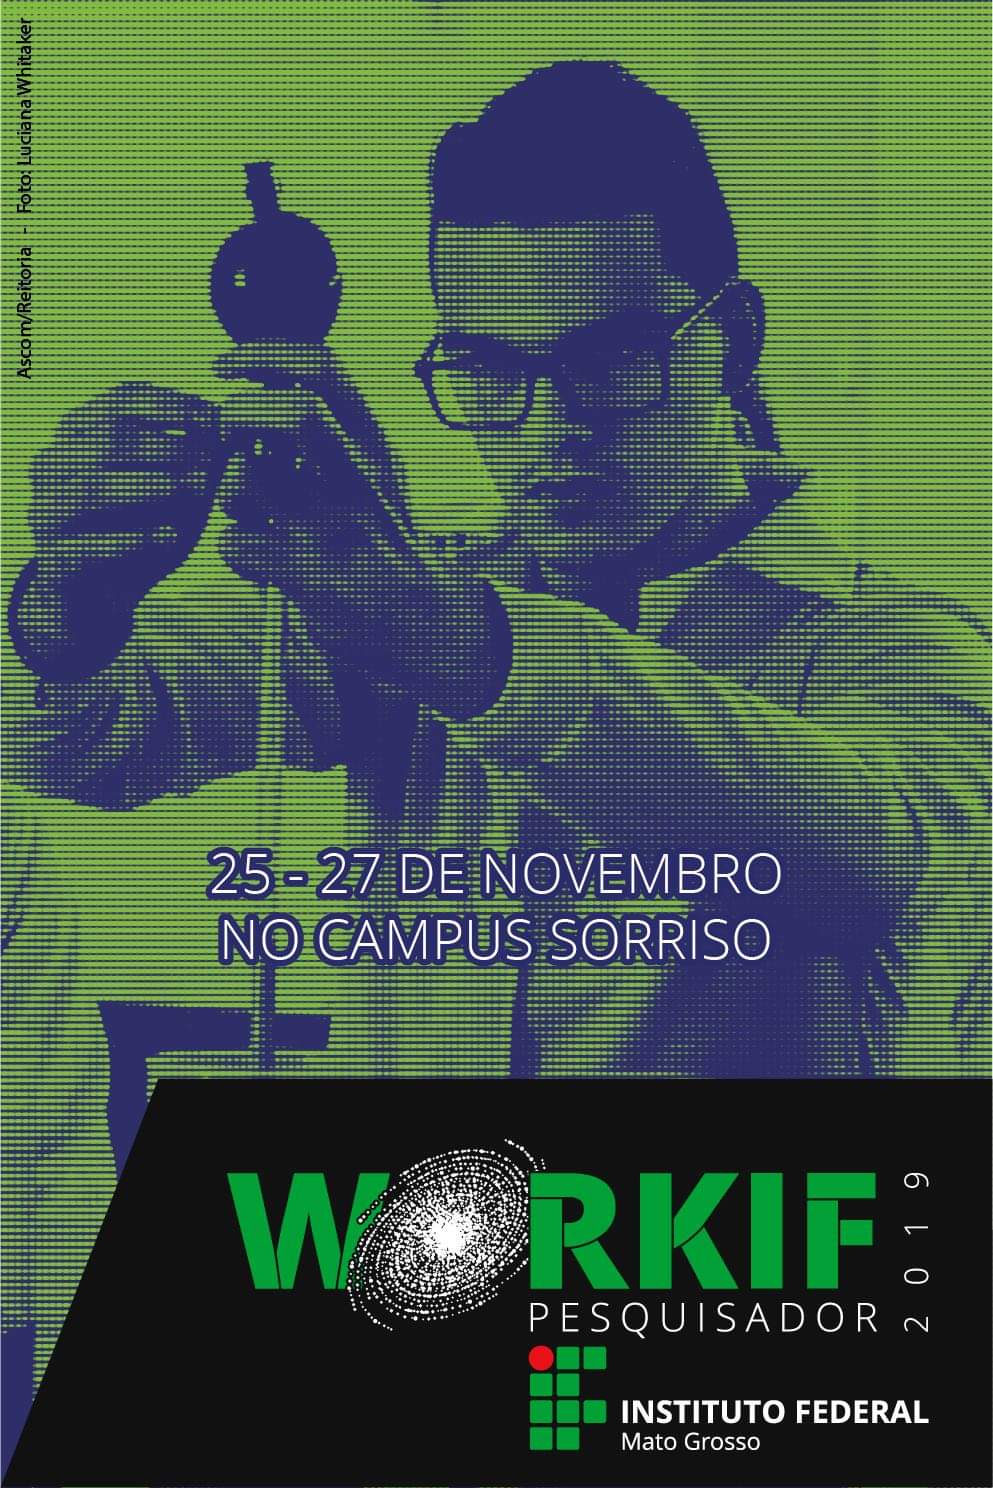 Ascom/Reitoria - Foto: Luciana Whitaker
25 - 27 DE NOVEMBRO
NO CAMPUS SORRISO
WORKIF
PESQUISADOR
2019
INSTITUTO FEDERAL
Mato Grosso